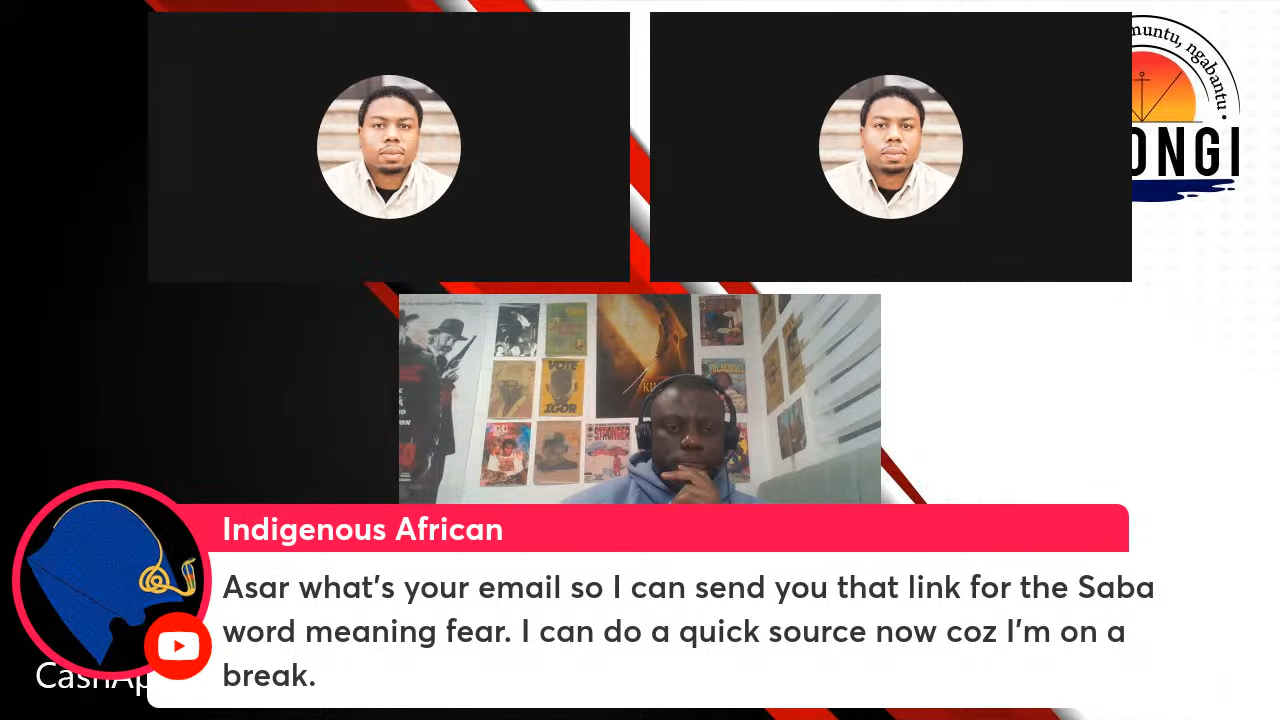 muntu, ngabantu.
ONGI
VOTE
IGOR
STRONGER
Indigenous African
Asar what's your email so I can send you that link for the Saba
word meaning fear. I can do a quick source now coz I'm on a
break.
CashAp